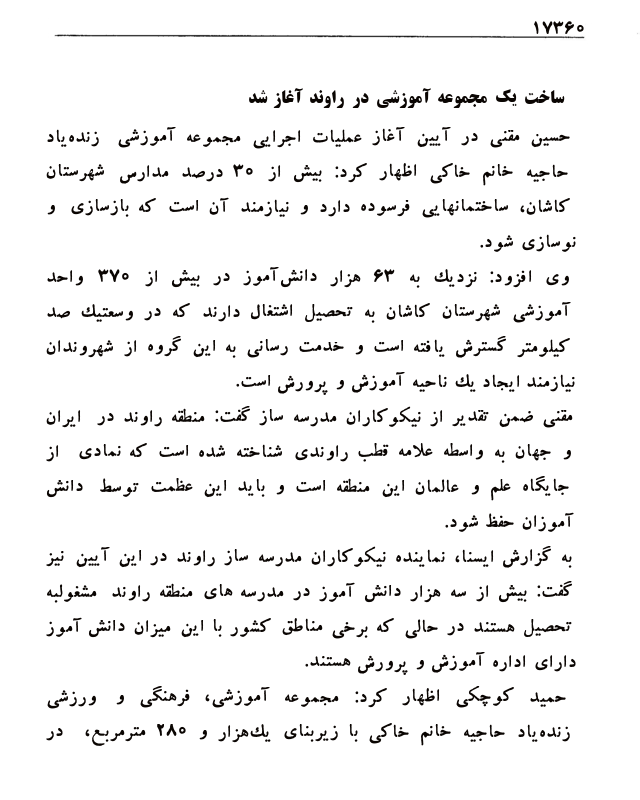 ۱۷۳۶۰
ساخت یک مجموعه آموزشی در راوند آغاز شد
حسین مقنی در آیین آغاز عملیات اجرایی مجموعه آموزشی زنده‌یاد
حاجیه خانم خاکی اظهار کرد: بیش از ۳۰ درصد مدارس شهرستان
کاشان، ساختمانهایی فرسوده دارد و نیازمند آن است که بازسازی و
نوسازی شود.
وی افزود: نزدیك به ۶۳ هزار دانش‌آموز در بیش از ۳۷۰ واحد
آموزشی شهرستان کاشان به تحصیل اشتغال دارند که در وسعتیك صد
کیلومتر گسترش یافته است و خدمت رسانی به این گروه از شهروندان
نیازمند ایجاد یك ناحیه آموزش و پرورش است.
مقنی ضمن تقدیر از نیکوکاران مدرسه ساز گفت: منطقه راوند در ایران
و جهان به واسطه علامه قطب راوندی شناخته شده است که نمادی از
جایگاه علم و عالمان این منطقه است و باید این عظمت توسط دانش
آموزان حفظ شود.
به گزارش ایسنا، نماینده نیکوکاران مدرسه ساز راوند در این آیین نیز
گفت: بیش از سه هزار دانش آموز در مدرسه های منطقه راوند مشغولبه
تحصیل هستند در حالی که برخی مناطق کشور با این میزان دانش آموز
دارای اداره آموزش و پرورش هستند.
حمید کوچکی اظهار کرد: مجموعه آموزشی، فرهنگی و ورزشی
زنده‌یاد حاجیه خانم خاکی با زیربنای یك‌هزار و ۲۸۰ مترمربع، در